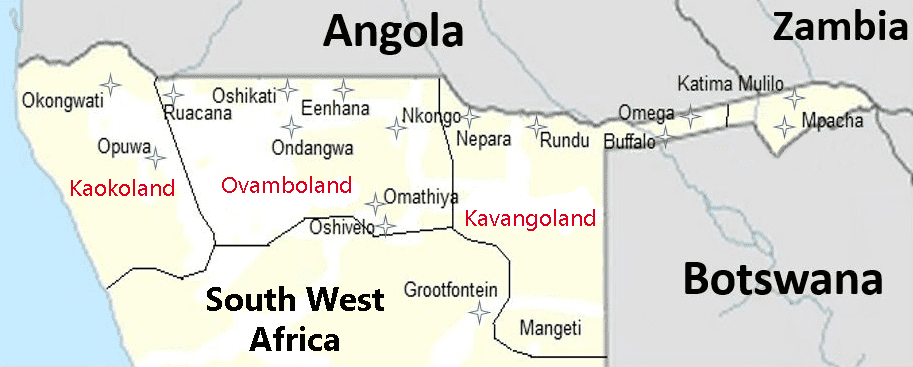 Angola
Zambia
Okongwati
Ruacana
Oshikati
Eenhana
Nkongo
Nepara
Rundu
Omega
Katima Mulilo
Mpacha
Buffalo
Opuwa
Ondangwa
Kaokoland
Ovamboland
Omathiya
Oshivelo
Kavangoland
South West
Africa
Grootfontein
Mangeti
Botswana